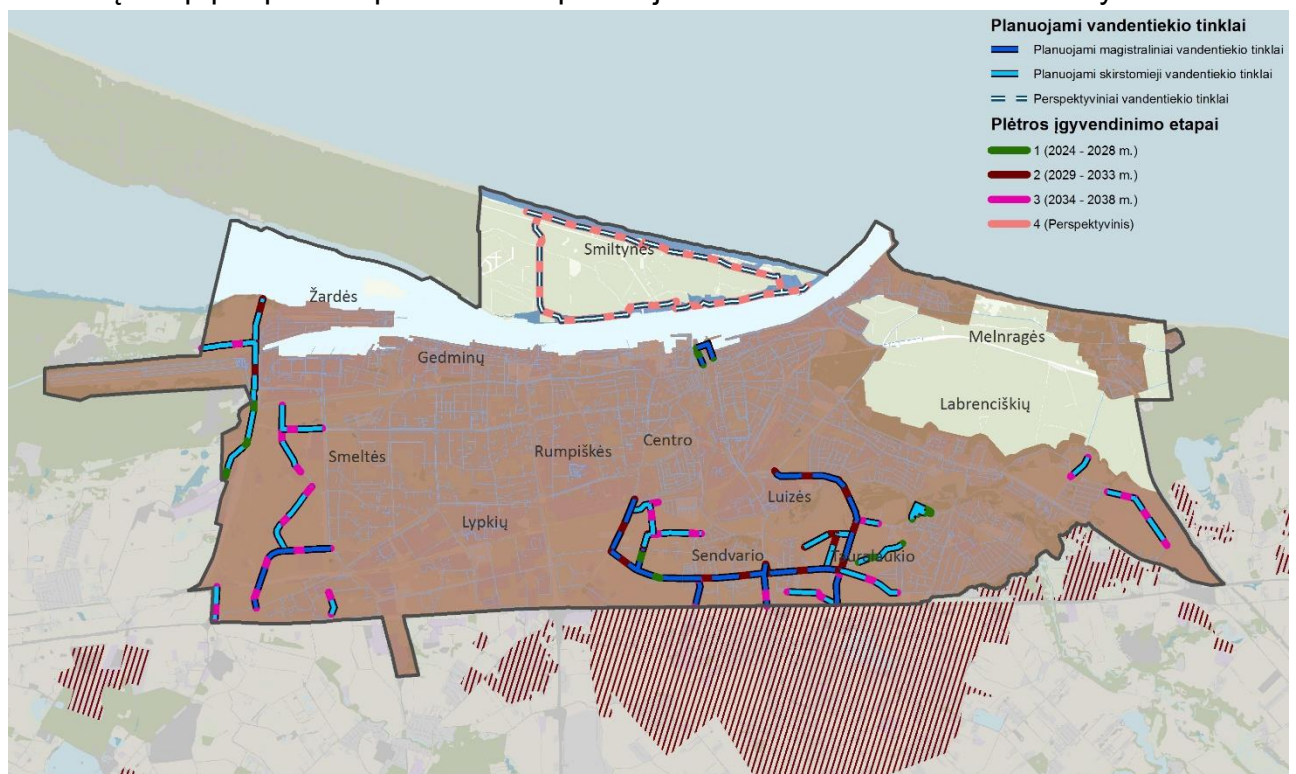 Planuojami vandentiekio tinklai
Planuojami magistraliniai vandentiekio tinklai
Planuojami skirstomieji vandentiekio tinklai
Perspektyviniai vandentiekio tinklai
Plėtros įgyvendinimo etapai
1 (2024 - 2028 m.)
2 (2029 - 2033 m.)
3 (2034 - 2038 m.)
4 (Perspektyvinis)
Smiltynės
Žardės
Melnragės
Gedminų
Labrenciškių
Centro
Rumpiškės
Smeltės
Luizės
Lypkių
Sendvario
Tauralaukio